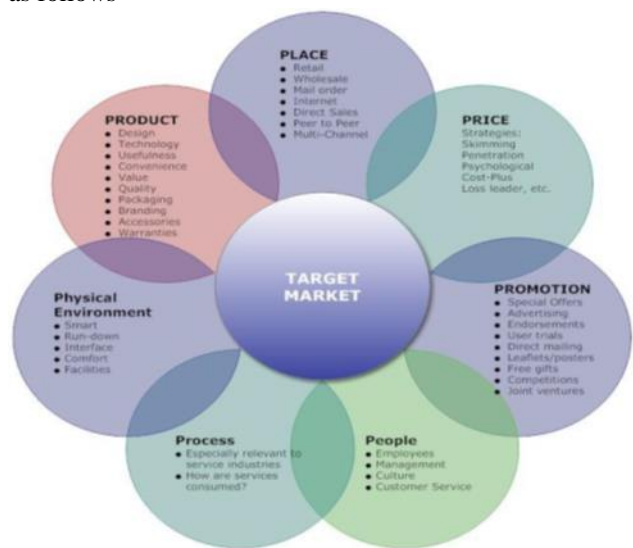 as follows
PLACE
● Retail
● Wholesale
● Mail order
● Internet
● Direct Sales
● Peer to Peer
● Multi-Channel
PRICE
Strategies:
Skimming
Penetration
Psychological
Cost-Plus
Loss leader, etc.
PRODUCT
● Design
● Technology
● Usefulness
● Convenience
● Value
● Quality
● Packaging
● Branding
● Accessories
● Warranties
TARGET
MARKET
PROMOTION
● Special Offers
● Advertising
● Endorsements
● User trials
● Direct mailing
● Leaflets/posters
● Free gifts
● Competitions
● Joint ventures
Physical
Environment
● Smart
● Run-down
● Interface
● Comfort
● Facilities
Process
● Especially relevant to
service industries
● How are services
consumed?
People
● Employees
● Management
● Culture
● Customer Service